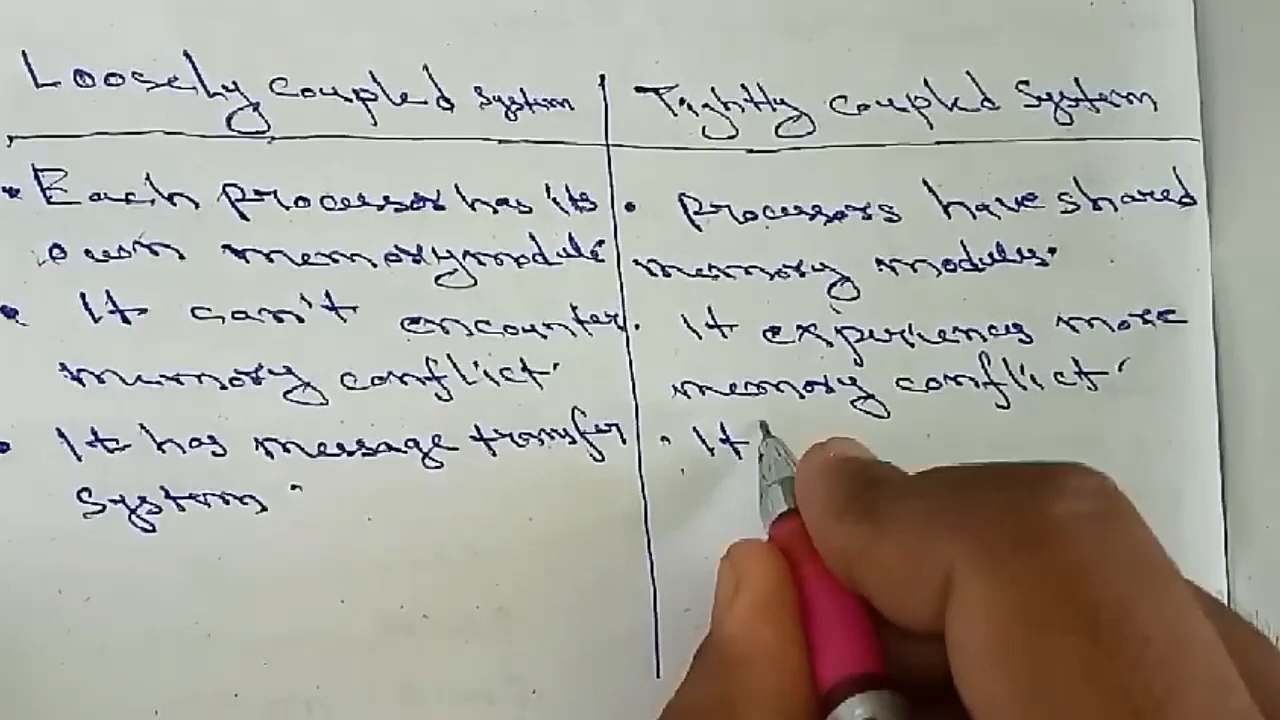 Loosely coupled system
Tightly coupled system
• Each processor has its
own memory module
• It can't encounter
memory conflict.
• It has message transfer
system.
• Processors have shared
memory modules.
• It experiences more
memory conflict.
• It